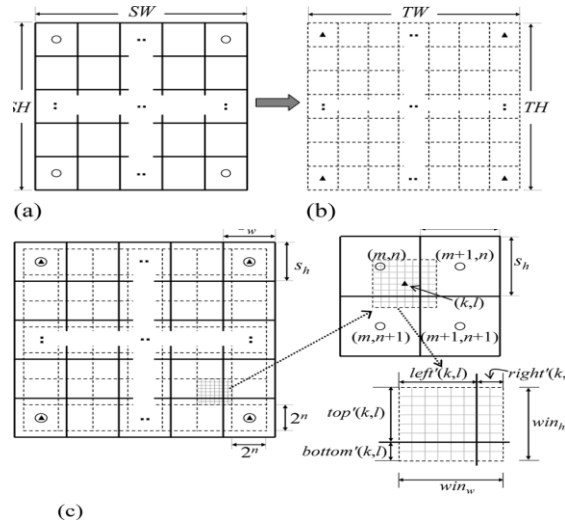 SW
TW
SH
TH
(a)
(b)
w
s_h
(m,n)
(m+1,n)
s_h
(k,l)
(m,n+1)
(m+1,n+1)
left'(k,l)
right'(k,
top'(k,l)
win_h
2^n
bottom'(k,l)
2^n
win_w
(c)